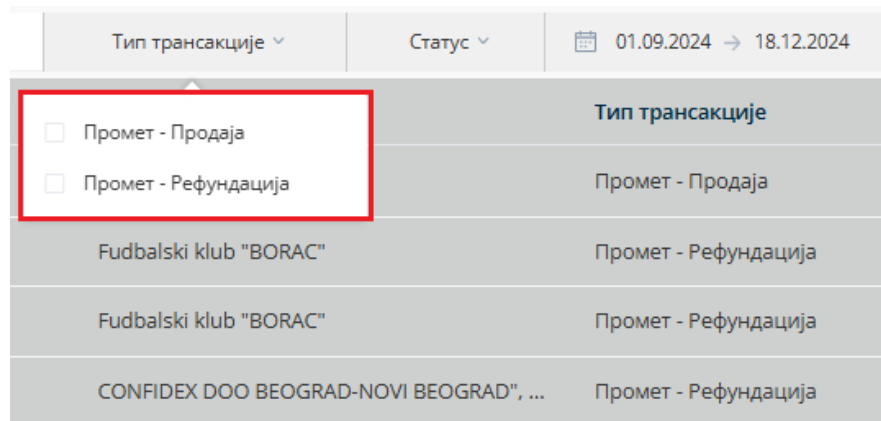 Тип трансакције Статус 01.09.2024 → 18.12.2024
Тип трансакције
Промет - Продаја
Промет - Рефундација
Промет - Продаја
Fudbalski klub "BORAC" Промет - Рефундација
Fudbalski klub "BORAC" Промет - Рефундација
CONFIDEX DOO BEOGRAD-NOVI BEOGRAD", ... Промет - Рефундација